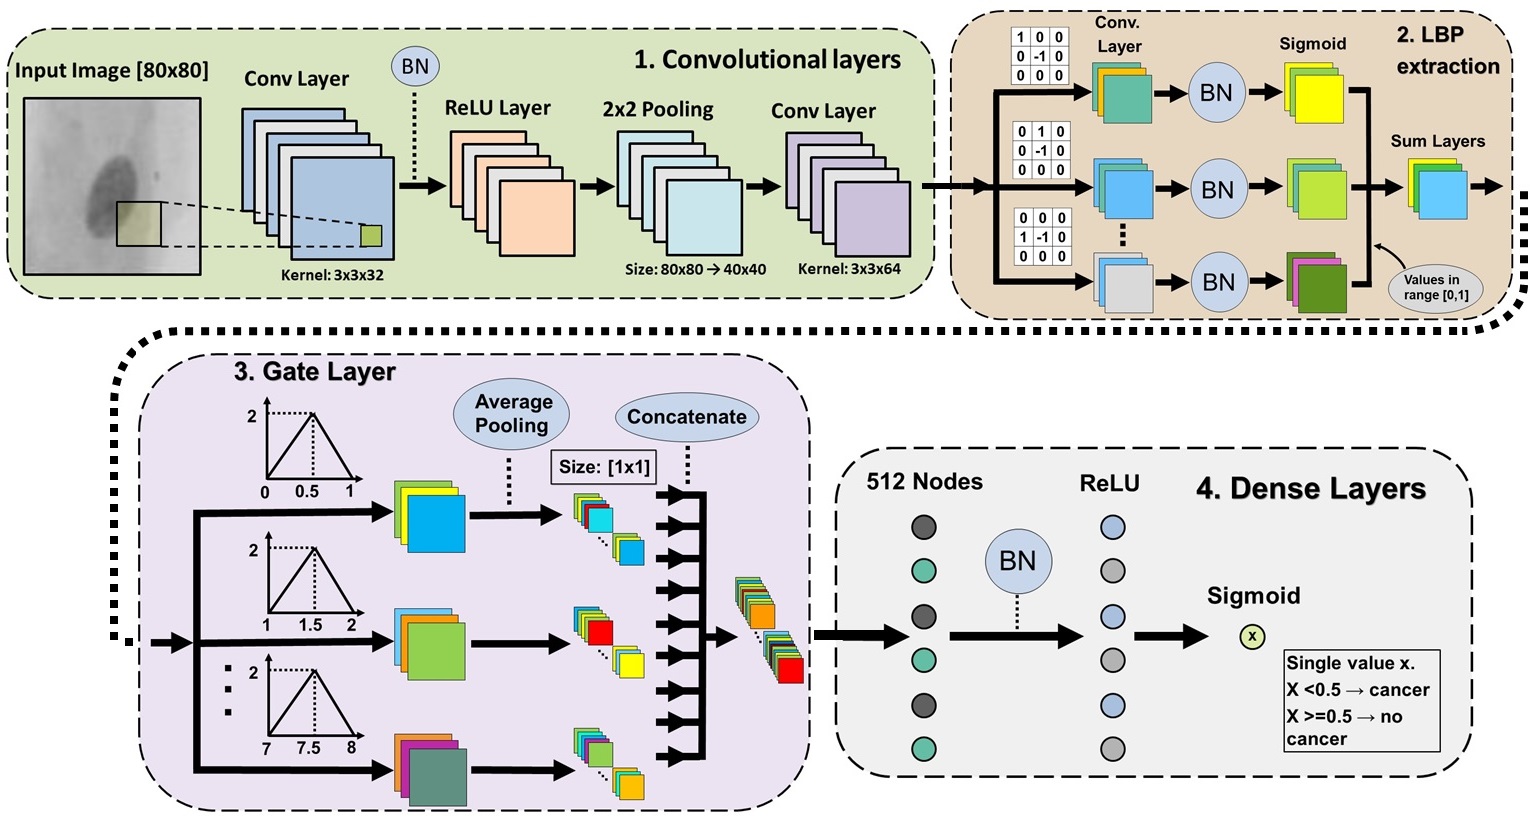 1. Convolutional layers
Input Image [80x80]
Conv Layer
BN
ReLU Layer
2x2 Pooling
Conv Layer
Kernel: 3x3x32
Size: 80x80 → 40x40
Kernel: 3x3x64
2. LBP
extraction
1 0 0
0 -1 0
0 0 0
Conv.
Layer
BN
Sigmoid
0 1 0
0 -1 0
0 0 0
BN
Sum Layers
0 0 0
1 -1 0
0 0 0
BN
Values in
range [0,1]
3. Gate Layer
2
0 0.5 1
Average
Pooling
Concatenate
Size: [1x1]
2
1 1.5 2
2
7 7.5 8
4. Dense Layers
512 Nodes
BN
ReLU
Sigmoid
x
Single value x.
X <0.5 → cancer
X >=0.5 → no
cancer